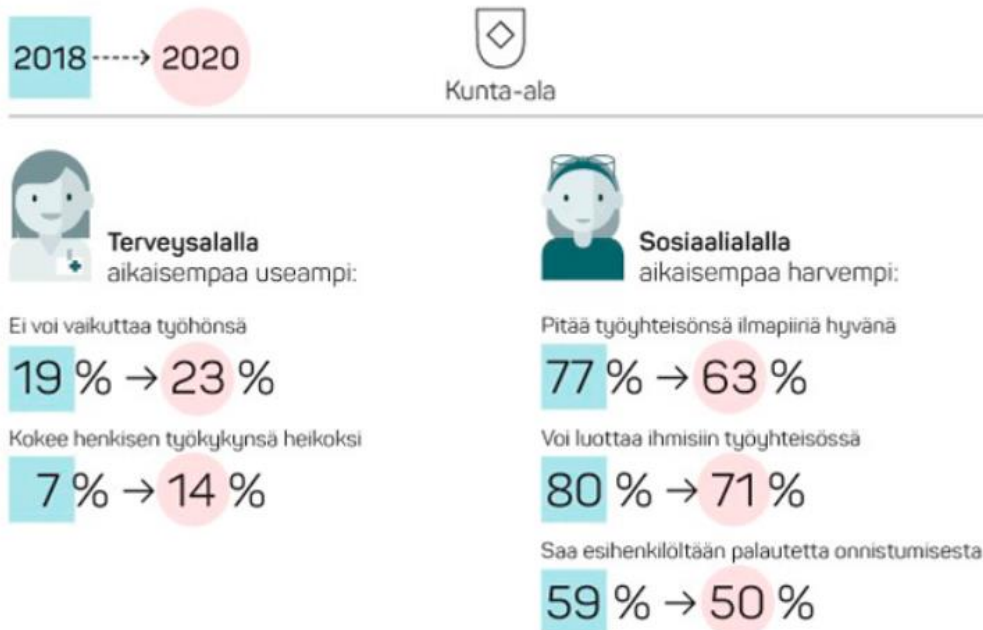 2018 → 2020
Kunta-ala
Terveysalalla
aikaisempaa useampi:
Ei voi vaikuttaa työhönsä
19 % → 23 %
Kokee henkisen työkykynsä heikoksi
7 % → 14 %
Sosiaalialalla
aikaisempaa harvempi:
Pitää työyhteisönsä ilmapiiriä hyvänä
77 % → 63 %
Voi luottaa ihmisiin työyhteisössä
80 % → 71 %
Saa esihenkilöltään palautetta onnistumisesta
59 % → 50 %